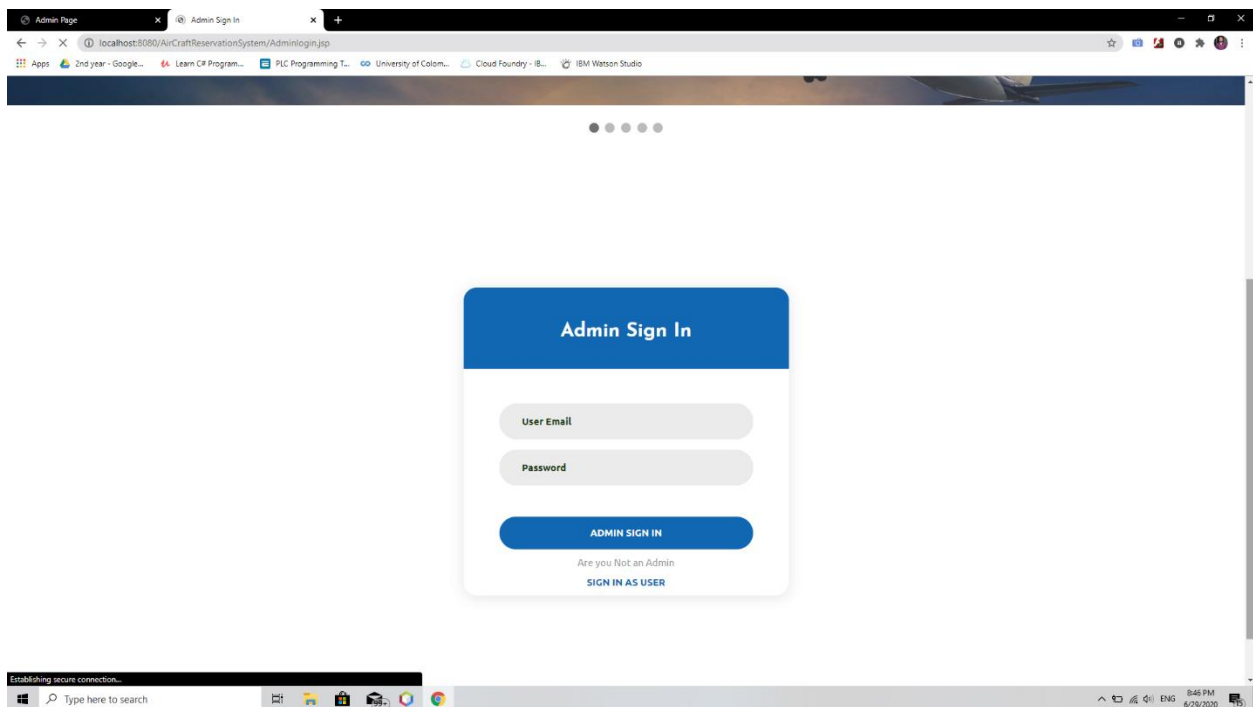 Admin Page
Admin Sign In
localhost:8080/AirCraftReservationSystem/Adminlogin.jsp
Apps
2nd year - Google...
Learn C# Program...
PLC Programming T...
University of Colom...
Cloud Foundry - IB...
IBM Watson Studio
Admin Sign In
User Email
Password
ADMIN SIGN IN
Are you Not an Admin
SIGN IN AS USER
Establishing secure connection...
Type here to search
99+
ENG
8:46 PM
6/29/2020